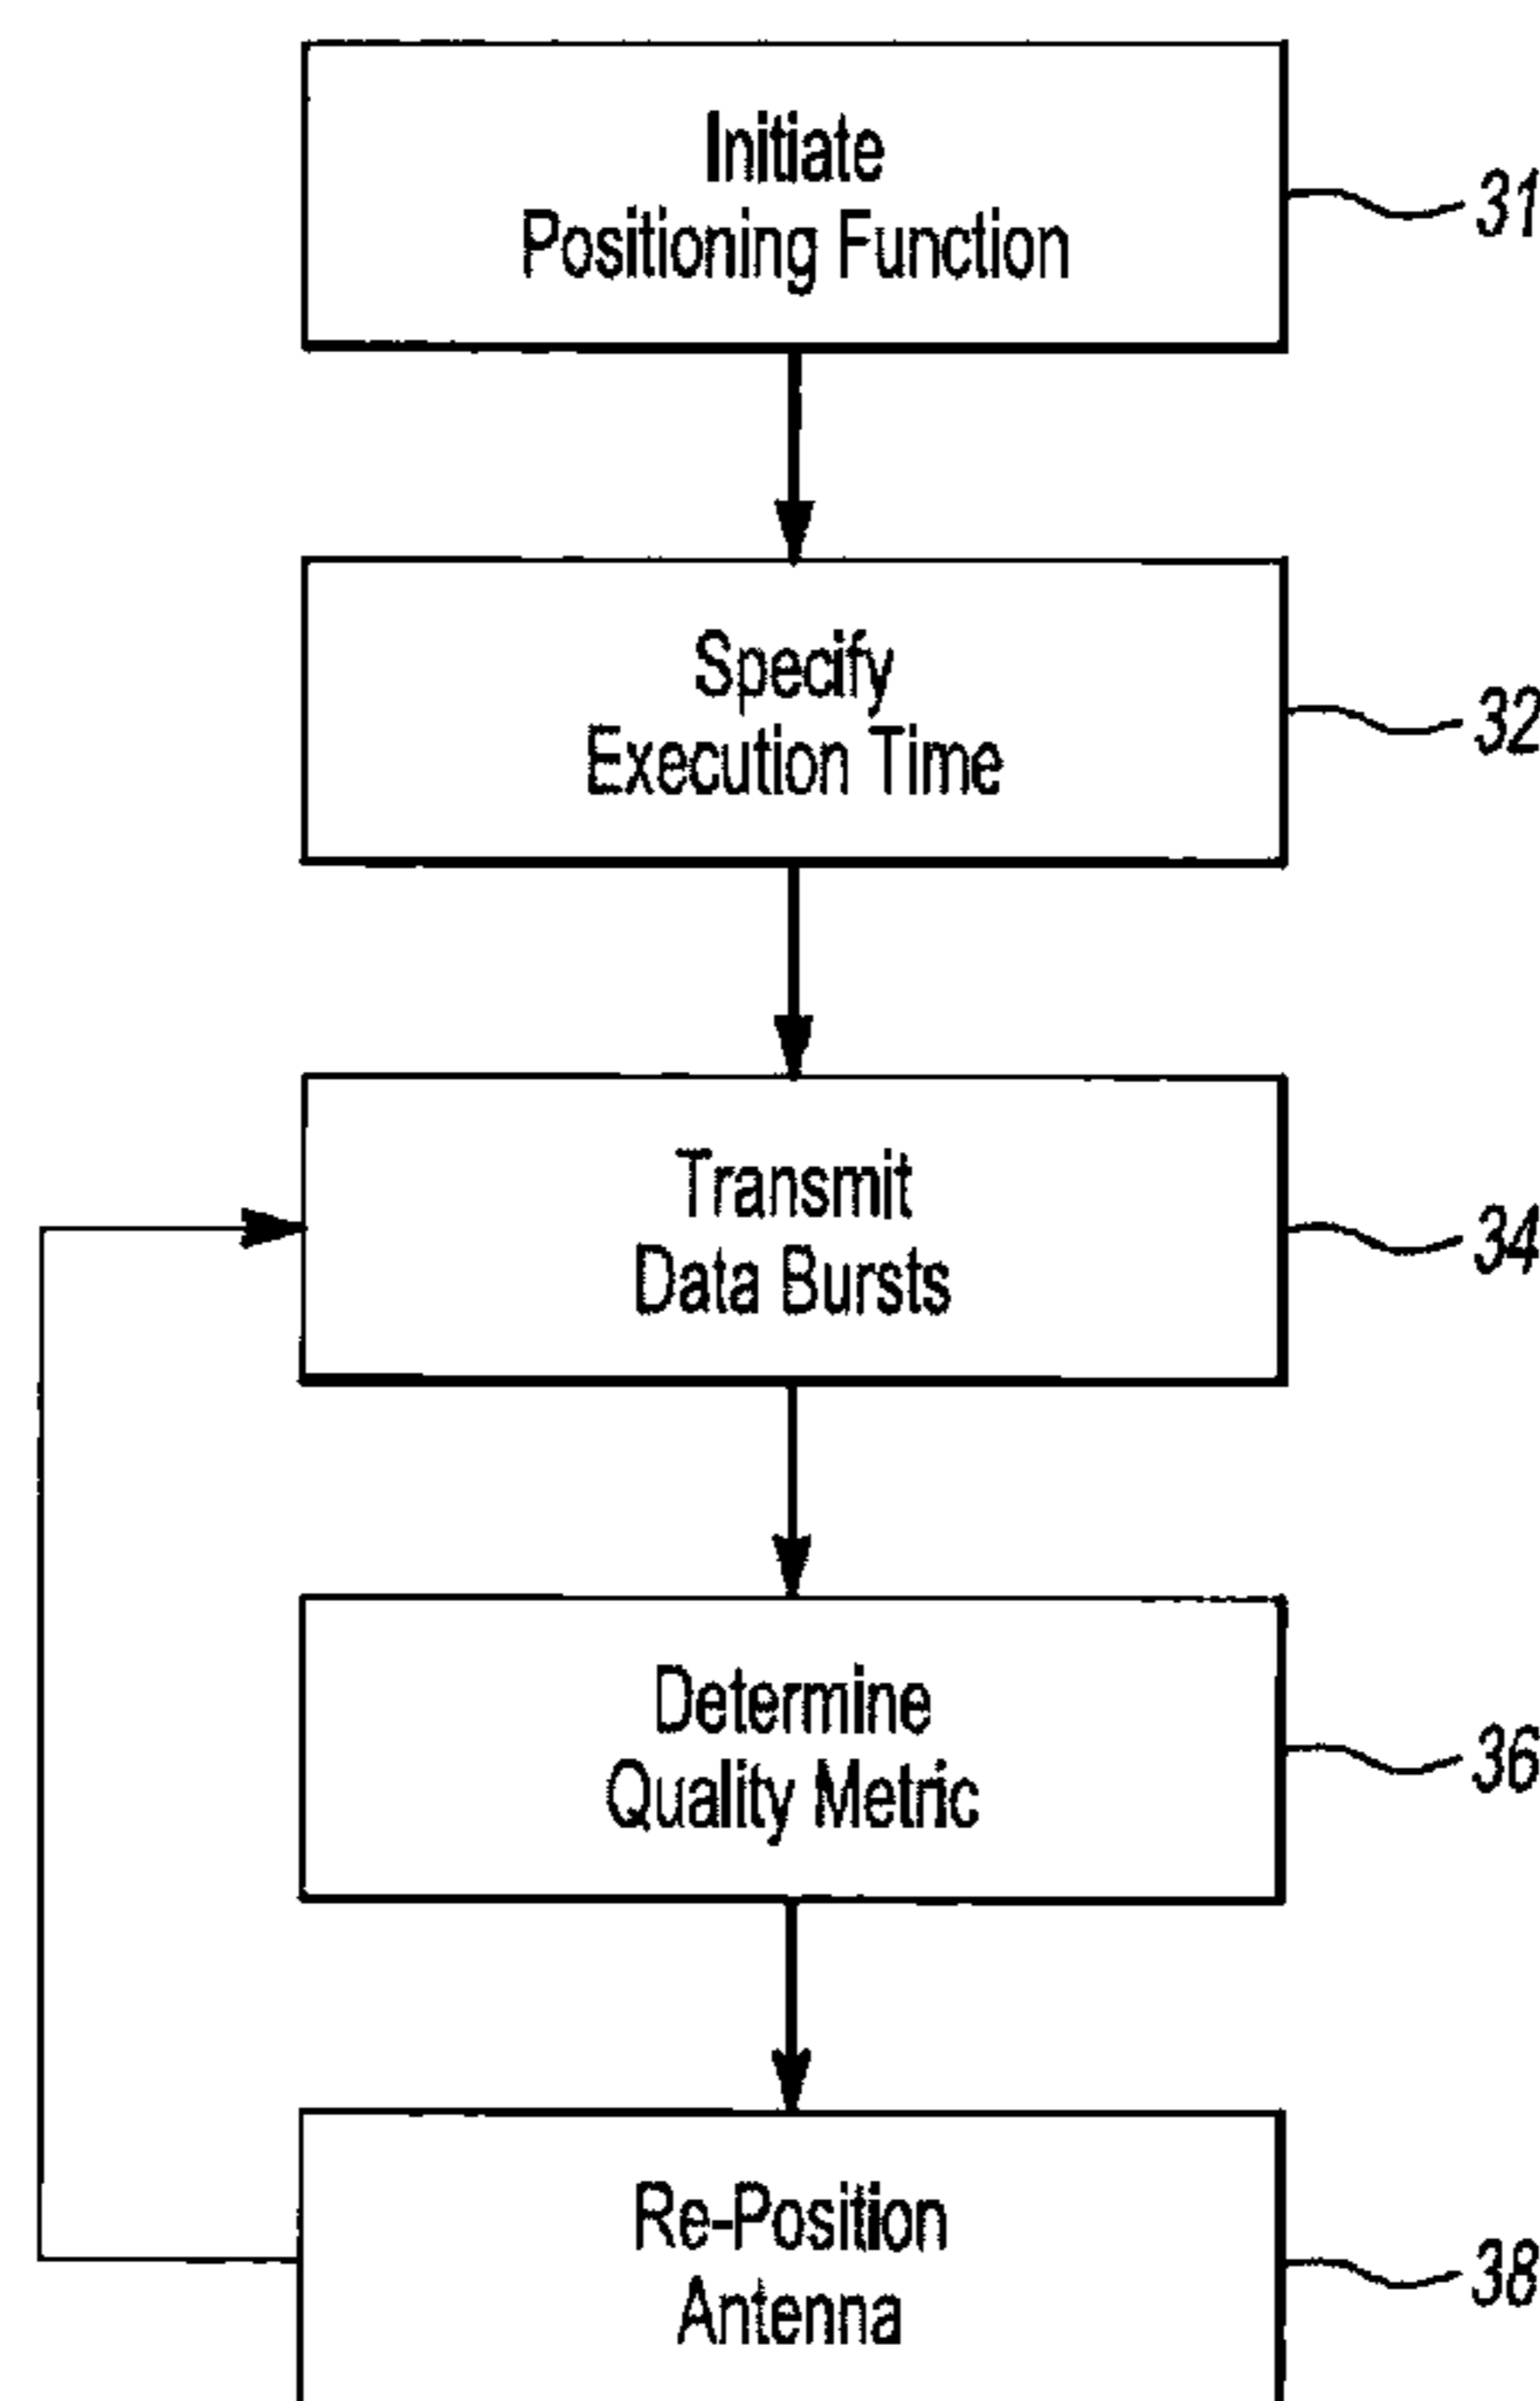 Initiate
Positioning Function
31
Specify
Execution Time
32
Transmit
Data Bursts
34
Determine
Quality Metric
36
Re-Position
Antenna
38